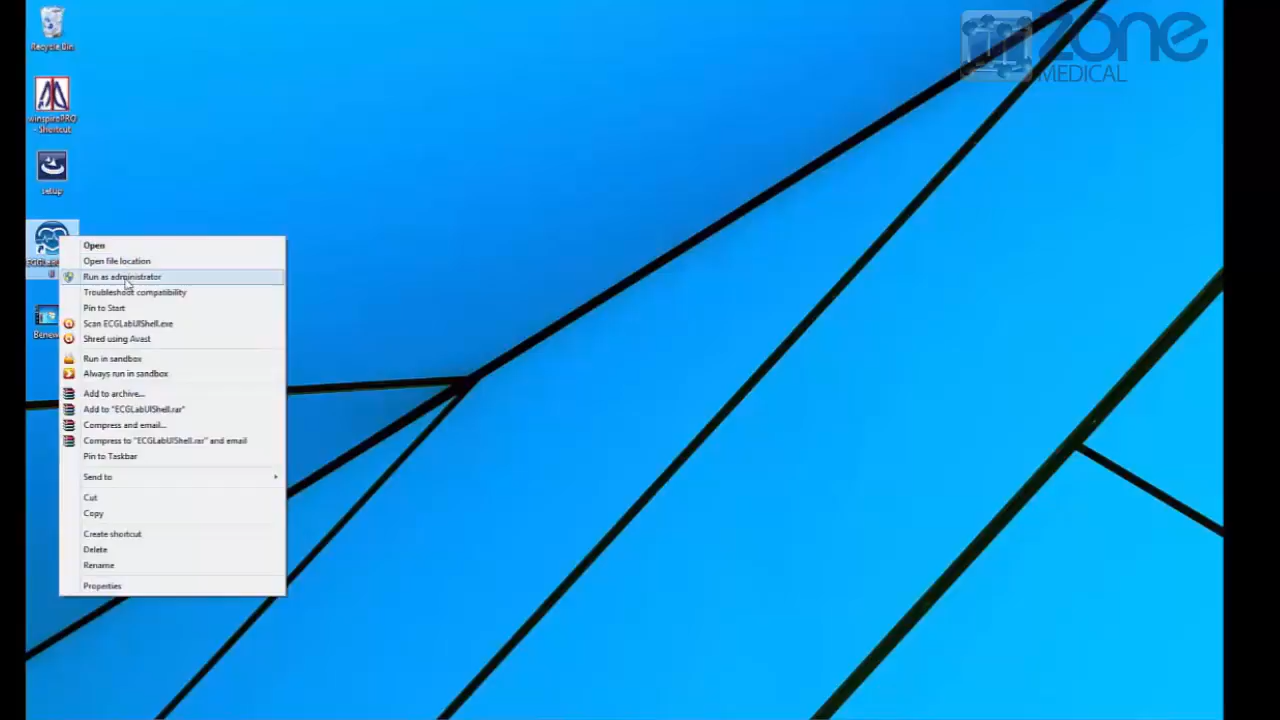 zone
MEDICAL
Recycle Bin
winspiroPRO
- Shortcut
setup
Open
Open file location
Run as administrator
Troubleshoot compatibility
Pin to Start
Scan ECGLabUIShell.exe
Shred using Avast
Run in sandbox
Always run in sandbox
Add to archive...
Add to "ECGLabUIShell.rar"
Compress and email...
Compress to "ECGLabUIShell.rar" and email
Pin to Taskbar
Send to
Cut
Copy
Create shortcut
Delete
Rename
Properties